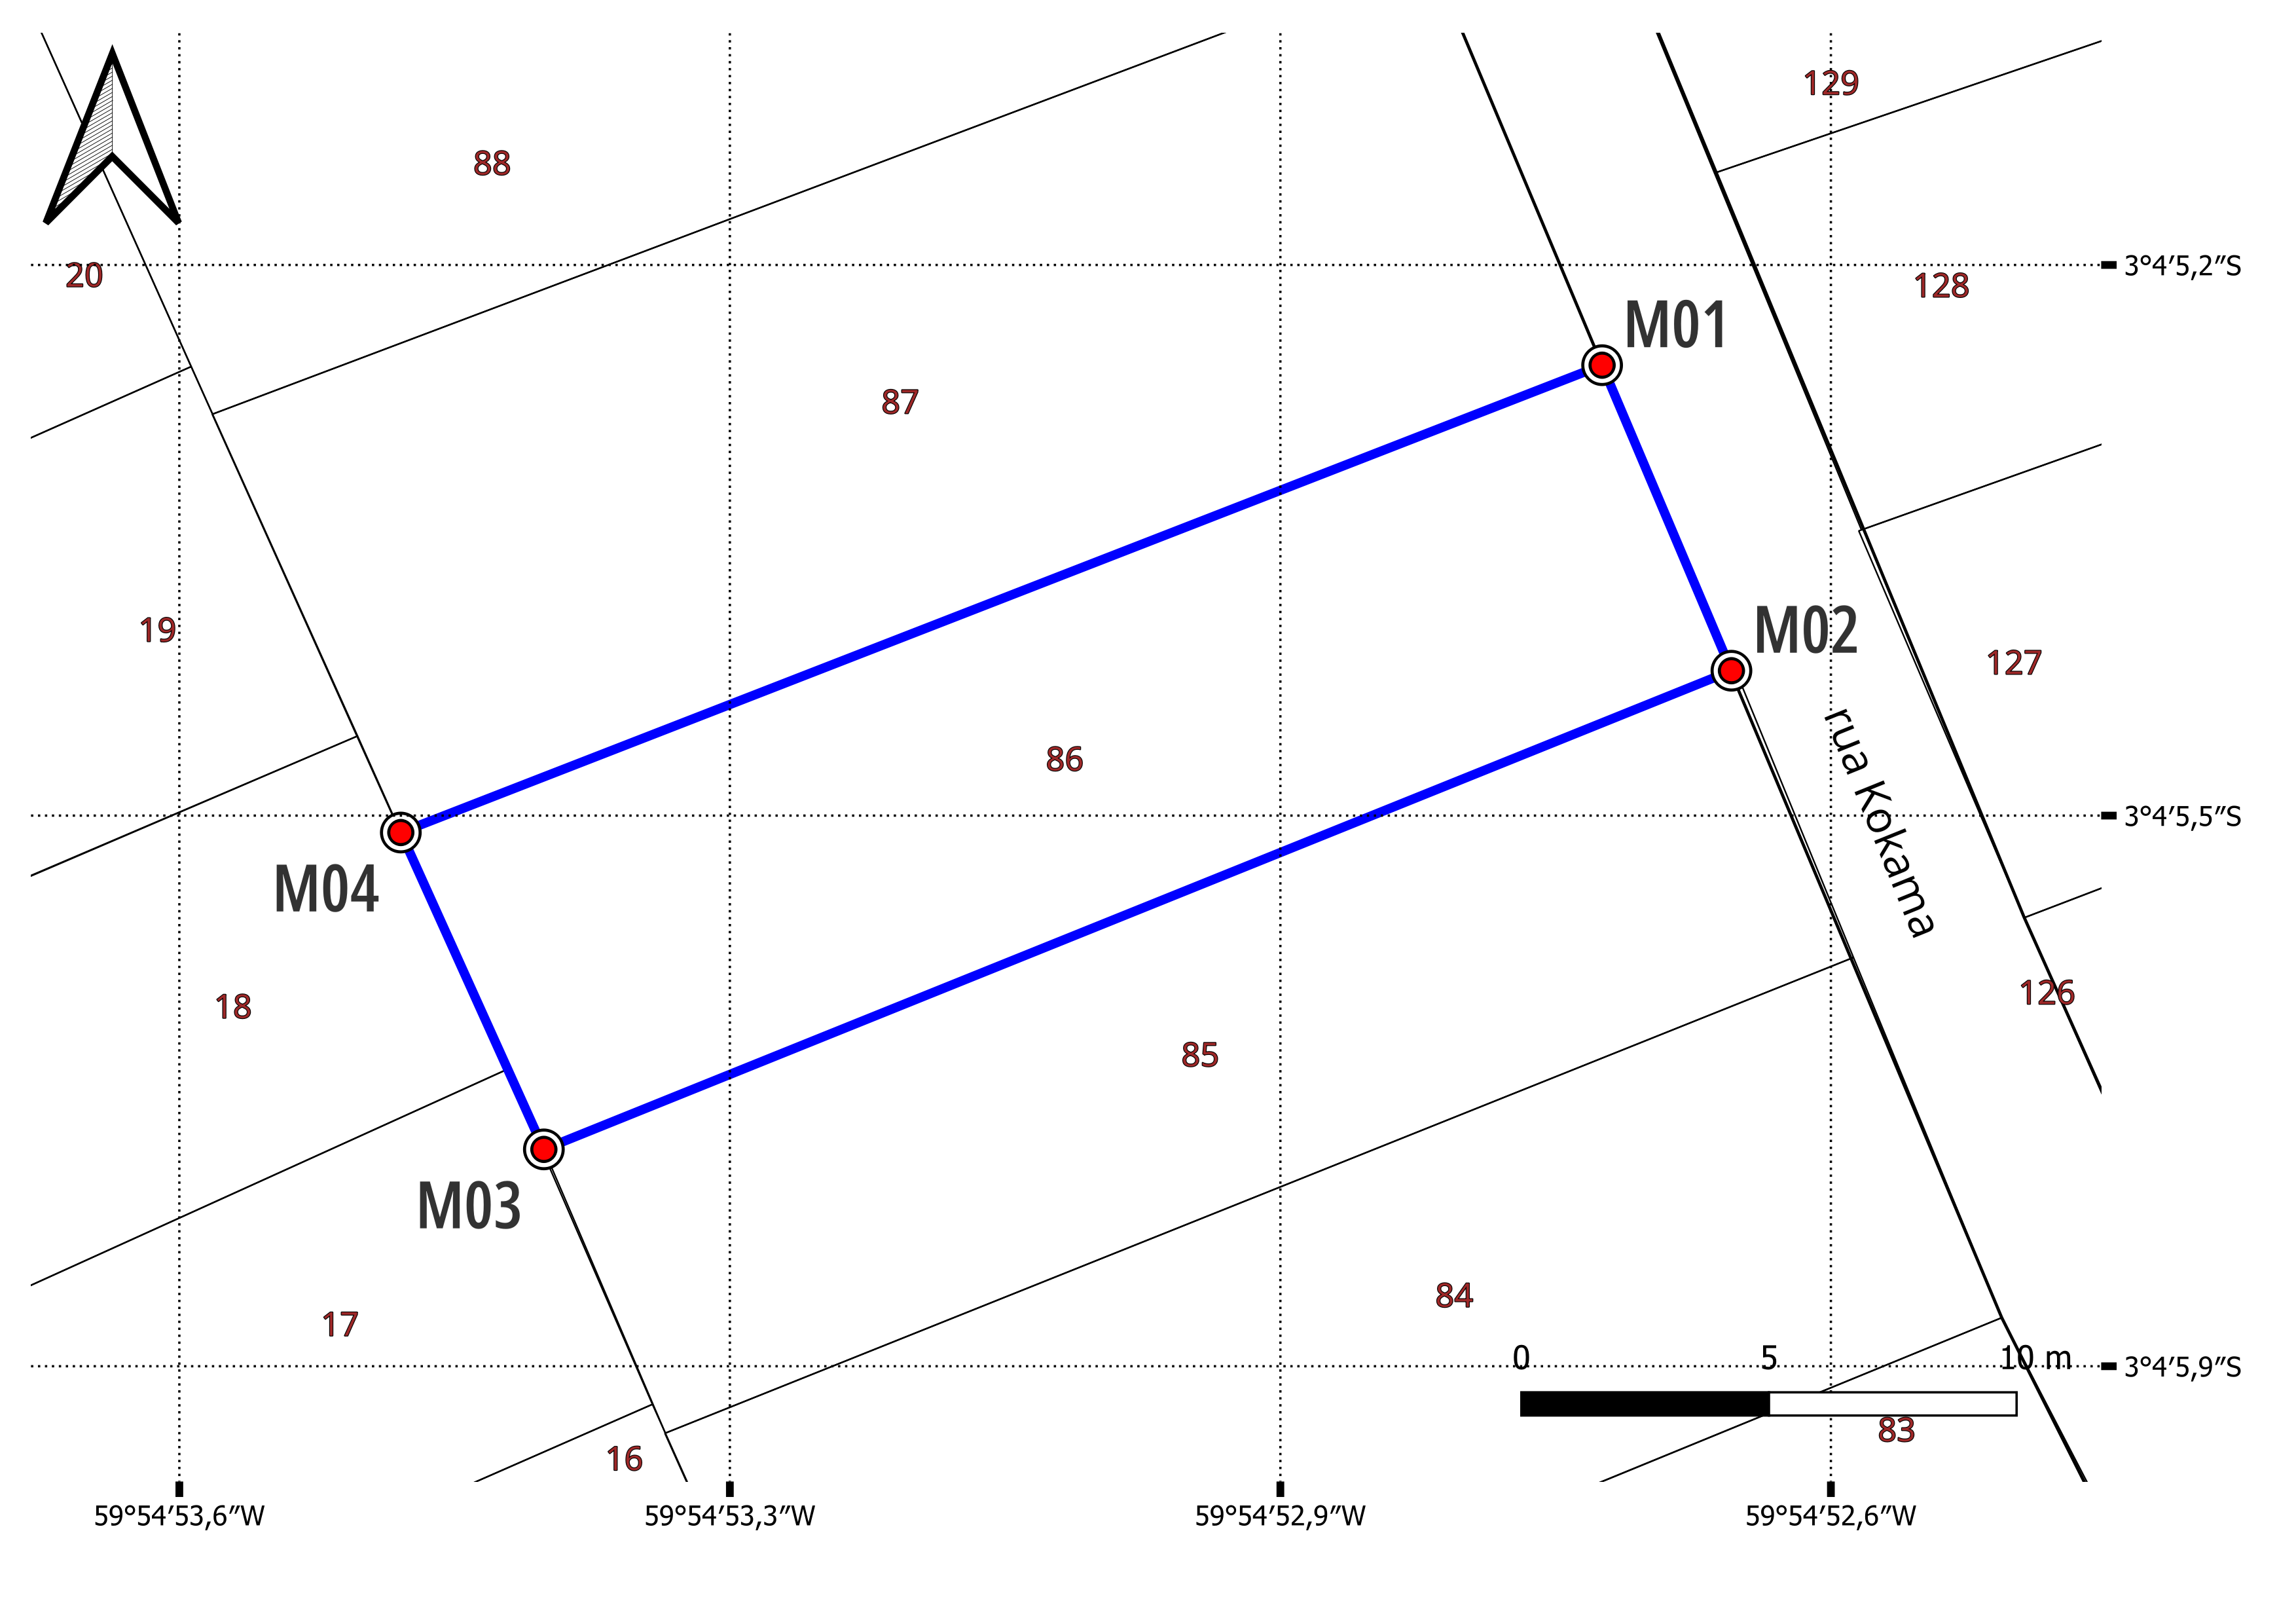 129
88
3°4′5,2″S
20
128
M01
87
M02
19
127
rua Kokama
86
3°4′5,5″S
M04
126
18
85
M03
84
17
0 5 10 m
3°4′5,9″S
83
16
59°54′53,6″W 59°54′53,3″W 59°54′52,9″W 59°54′52,6″W